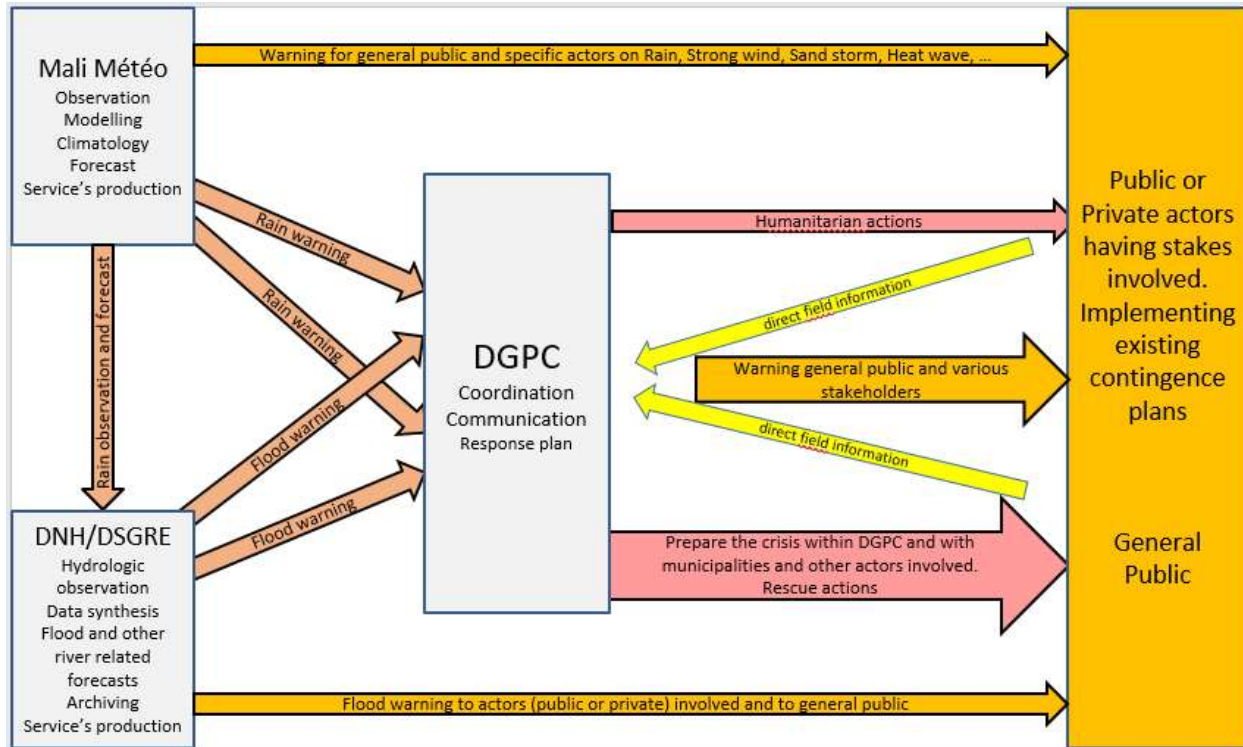 Mali Météo
Observation
Modelling
Climatology
Forecast
Service's production
Warning for general public and specific actors on Rain, Strong wind, Sand storm, Heat wave, ...
Rain warning
Rain warning
Rain observation and forecast
Flood warning
Flood warning
DNH/DSGRE
Hydrologic
observation
Data synthesis
Flood and other
river related
forecasts
Archiving
Service's production
DGPC
Coordination
Communication
Response plan
Humanitarian actions
direct field information
Warning general public and various
stakeholders
direct field information
Prepare the crisis within DGPC and with
municipalities and other actors involved.
Rescue actions
Flood warning to actors (public or private) involved and to general public
Public or
Private actors
having stakes
involved.
Implementing
existing
contingence
plans
General
Public